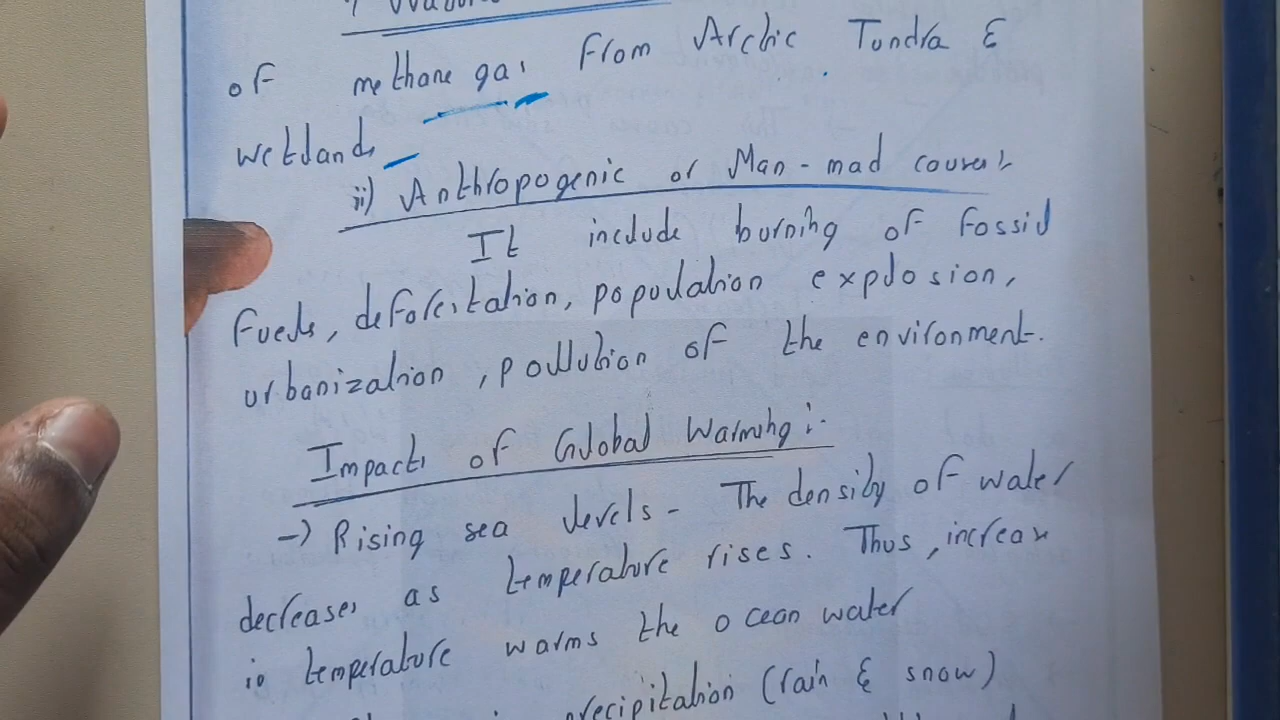 of methane gas from Arctic Tundra &
wetlands
ii) Anthropogenic or Man-mad causes
It include burning of fossil
fuels, deforestation, population explosion,
urbanization, pollution of the environment.
Impacts of Global Warming:-
→ Rising sea levels - The density of water
decreases as temperature rises. Thus, increase
in temperature warms the ocean water
precipitation (rain & snow)